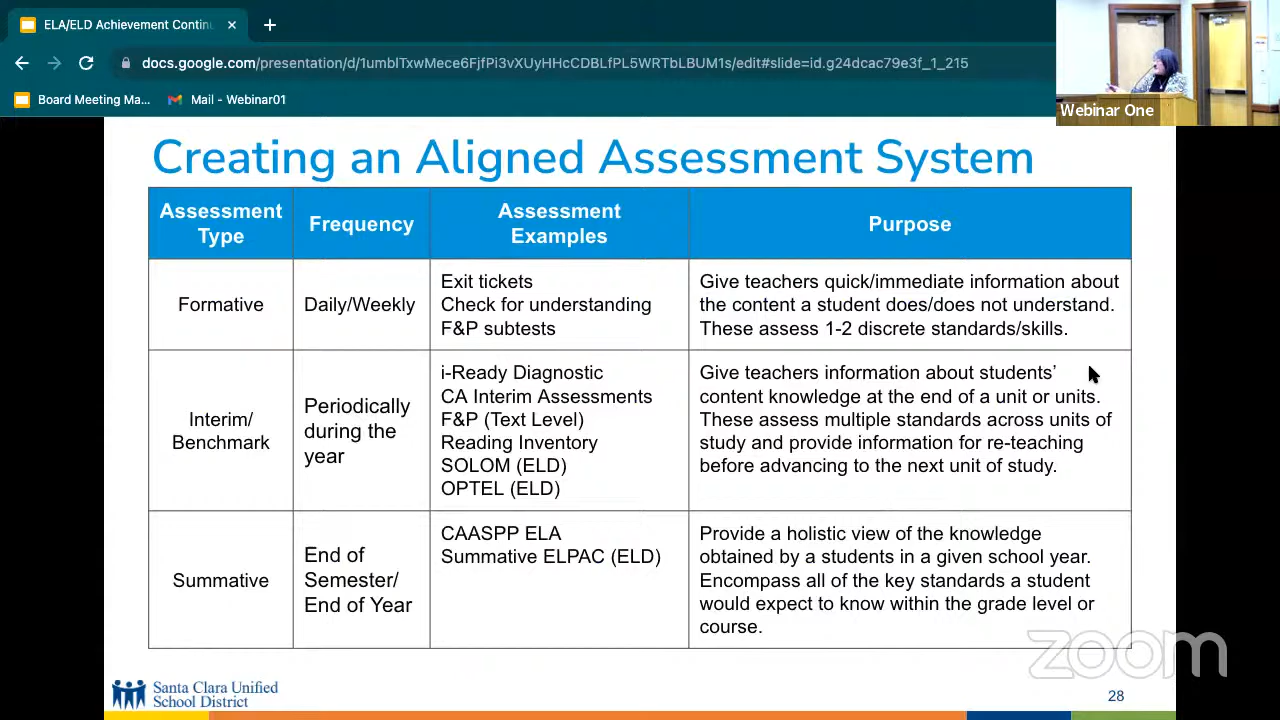 ELA/ELD Achievement Continu
docs.google.com/presentation/d/1umbITxwMece6FjfPi3vXUyHHcCDBLfPL5WRTbLBUM1s/edit#slide=id.g24dcac79e3f_1_215
Board Meeting Ma...
Mail - Webinar01
Webinar One
Creating an Aligned Assessment System
Assessment
Type
Frequency
Assessment
Examples
Purpose
Formative
Daily/Weekly
Exit tickets
Check for understanding
F&P subtests
Give teachers quick/immediate information about
the content a student does/does not understand.
These assess 1-2 discrete standards/skills.
Interim/
Benchmark
Periodically
during the
year
i-Ready Diagnostic
CA Interim Assessments
F&P (Text Level)
Reading Inventory
SOLOM (ELD)
OPTEL (ELD)
Give teachers information about students’
content knowledge at the end of a unit or units.
These assess multiple standards across units of
study and provide information for re-teaching
before advancing to the next unit of study.
Summative
End of
Semester/
End of Year
CAASPP ELA
Summative ELPAC (ELD)
Provide a holistic view of the knowledge
obtained by a students in a given school year.
Encompass all of the key standards a student
would expect to know within the grade level or
course.
zoom
Santa Clara Unified
School District
28